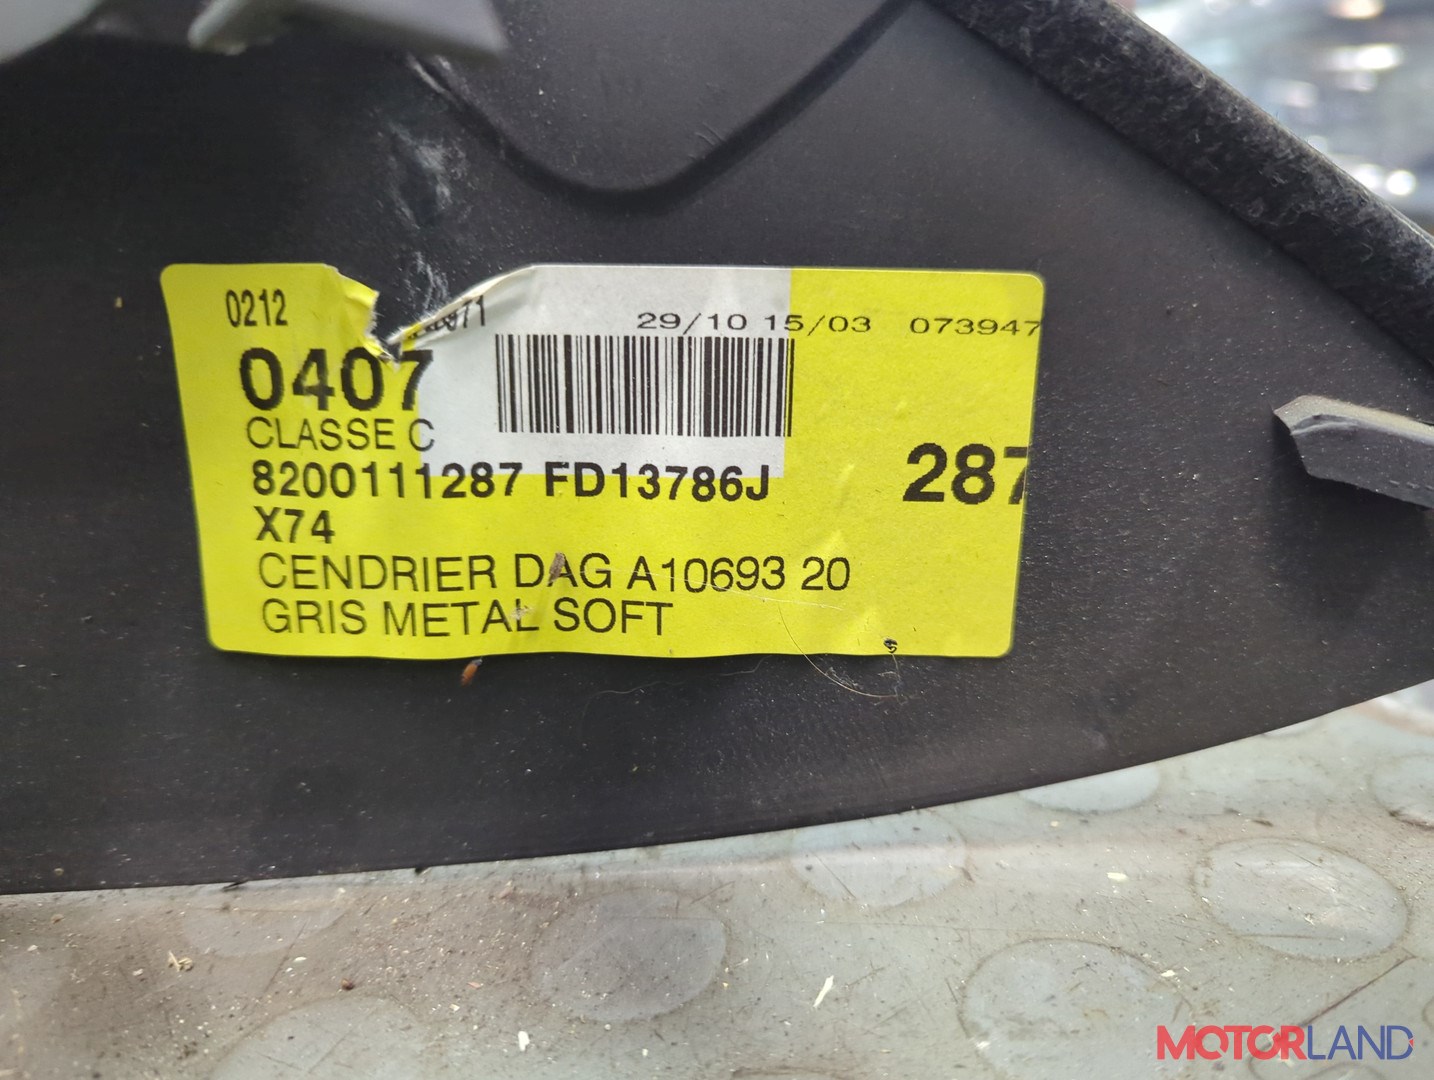 0212 29/10 15/03 073947
0407
CLASSE C
8200111287 FD13786J 287
X74
CENDRIER DAG A10693 20
GRIS METAL SOFT
MOTORLAND